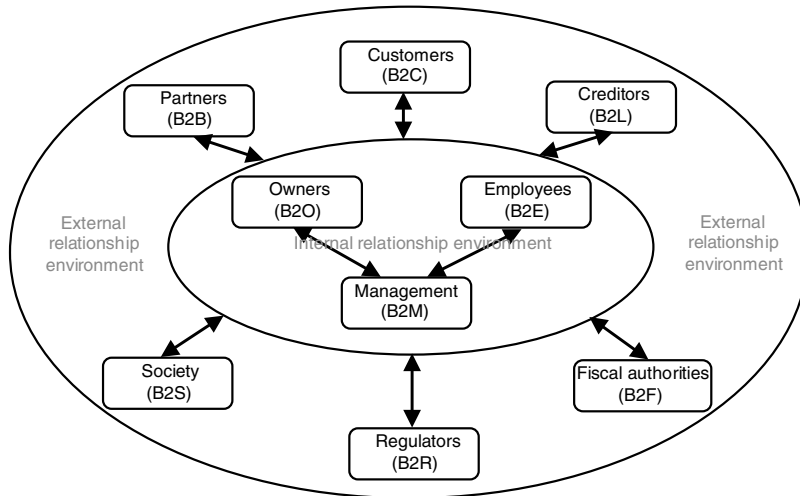 Customers
(B2C)
Partners
(B2B)
Creditors
(B2L)
Owners
(B2O)
Employees
(B2E)
External
relationship
environment
Internal relationship environment
External
relationship
environment
Management
(B2M)
Society
(B2S)
Fiscal authorities
(B2F)
Regulators
(B2R)